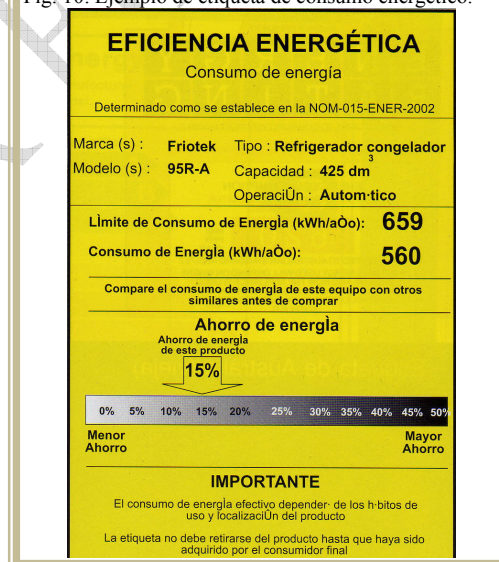 Fig. 10. Ejemplo de etiqueta de consumo energético.
EFICIENCIA ENERGÉTICA
Consumo de energía
Determinado como se establece en la NOM-015-ENER-2002
Marca (s) : Friotek Tipo : Refrigerador congelador
Modelo (s) : 95R-A Capacidad : 425 dm3
OperaciÛn : Autom·tico
LÌmite de Consumo de EnergÌa (kWh/aÒo): 659
Consumo de EnergÌa (kWh/aÒo): 560
Compare el consumo de energÌa de este equipo con otros
similares antes de comprar
Ahorro de energÌa
Ahorro de energÌa
de este producto
15%
0% 5% 10% 15% 20% 25% 30% 35% 40% 45% 50%
Menor Mayor
Ahorro Ahorro
IMPORTANTE
El consumo de energÌa efectivo depender· de los h·bitos de
uso y localizaciÛn del producto
La etiqueta no debe retirarse del producto hasta que haya sido
adquirido por el consumidor final